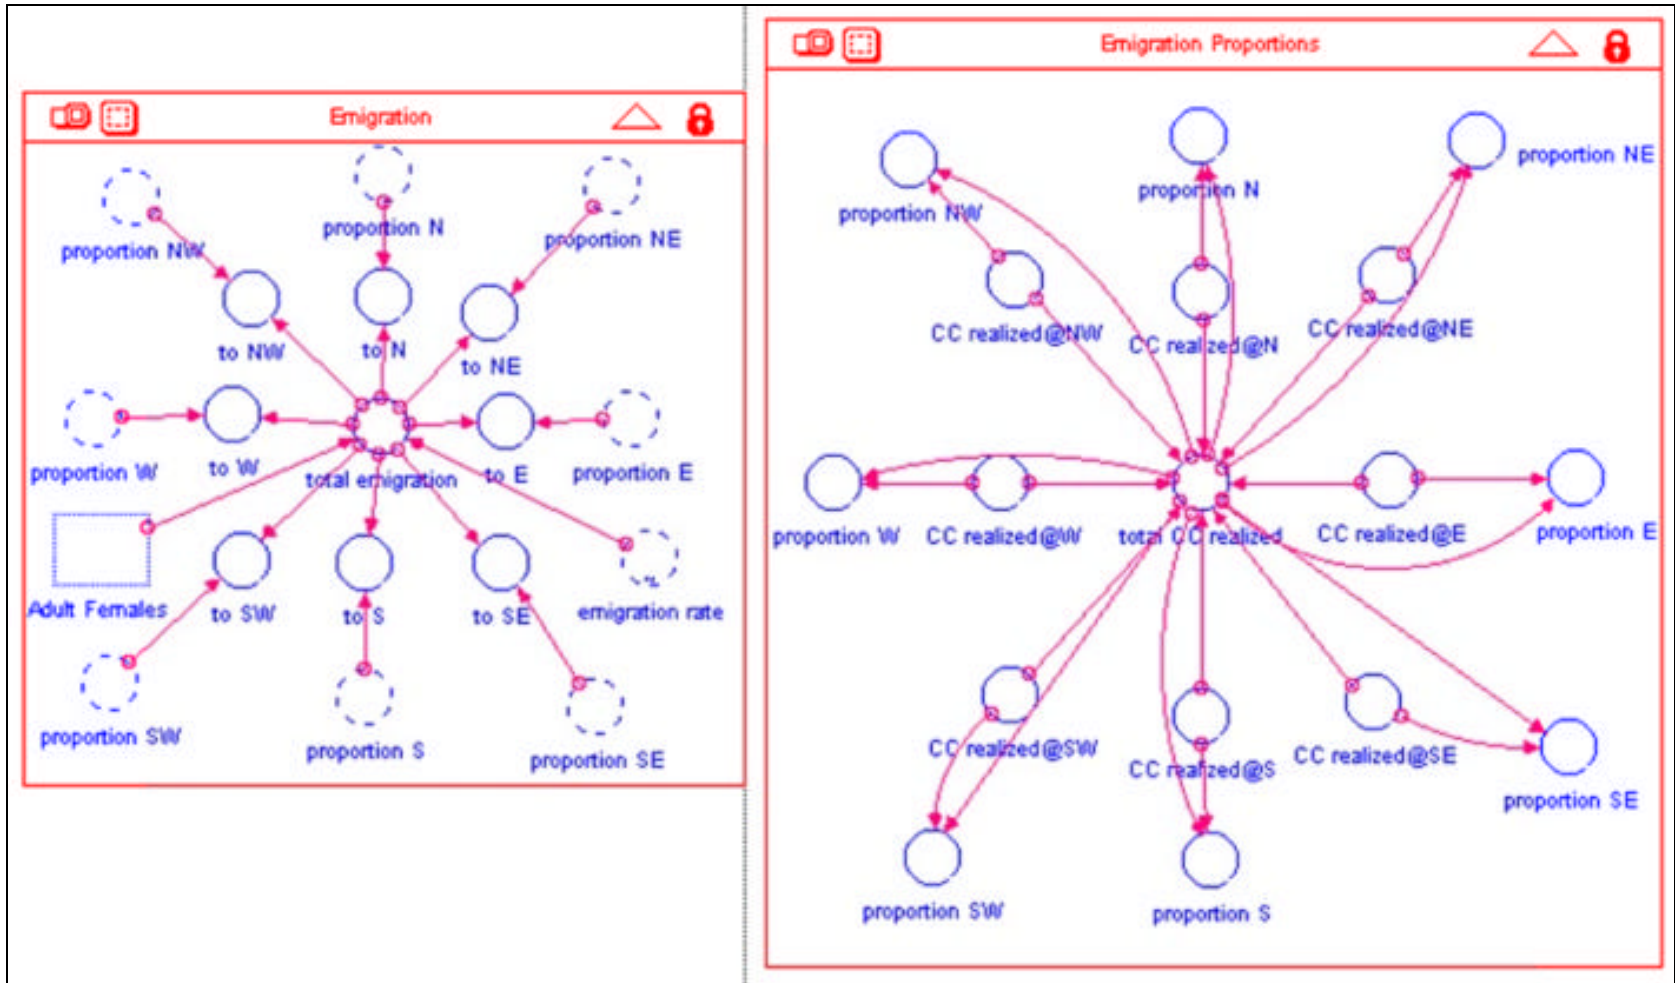 Emigration
proportion NW
proportion N
proportion NE
to NW
to N
to NE
proportion W
to W
total emigration
to E
proportion E
Adult Females
to SW
to S
to SE
emigration rate
proportion SW
proportion S
proportion SE
Emigration Proportions
proportion NW
proportion N
proportion NE
CC realized@NW
CC realized@N
CC realized@NE
proportion W
CC realized@W
total CC realized
CC realized@E
proportion E
CC realized@SW
CC realized@S
CC realized@SE
proportion SE
proportion SW
proportion S